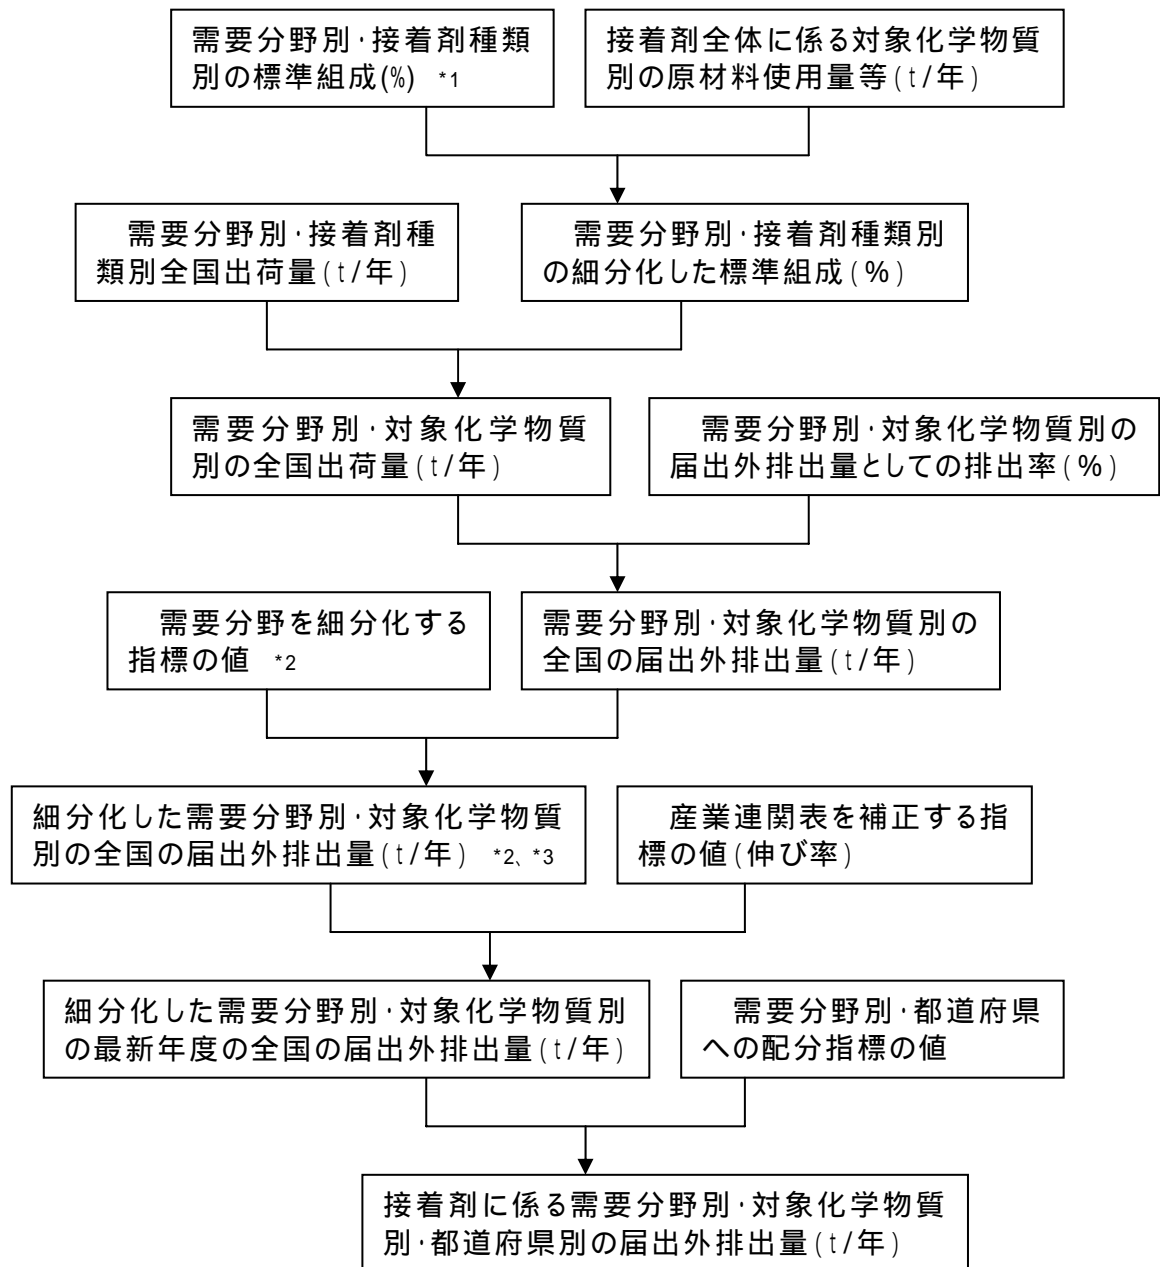 需要分野別・接着剤種類
別の標準組成(%) *1
接着剤全体に係る対象化学物質
別の原材料使用量等(t/年)
需要分野別・接着剤種
類別全国出荷量(t/年)
需要分野別・接着剤種類別
の細分化した標準組成(%)
需要分野別・対象化学物質
別の全国出荷量(t/年)
需要分野別・対象化学物質別の
届出外排出量としての排出率(%)
需要分野を細分化する
指標の値 *2
需要分野別・対象化学物質別の
全国の届出外排出量(t/年)
細分化した需要分野別・対象化学物質
別の全国の届出外排出量(t/年) *2、*3
産業連関表を補正する指
標の値(伸び率)
細分化した需要分野別・対象化学物質別
の最新年度の全国の届出外排出量(t/年)
需要分野別・都道府県
への配分指標の値
接着剤に係る需要分野別・対象化学物質
別・都道府県別の届出外排出量(t/年)